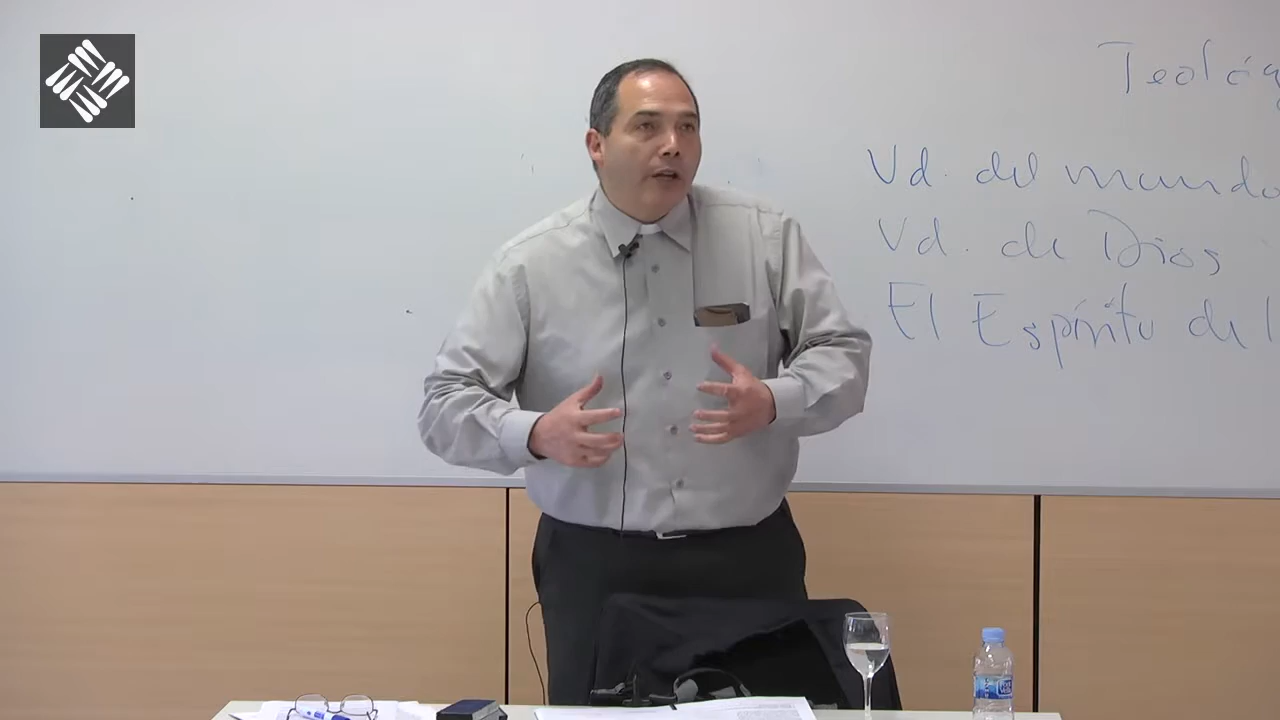 Teológ
Vd. del mundo
Vd. de Dios
El Espíritu de l